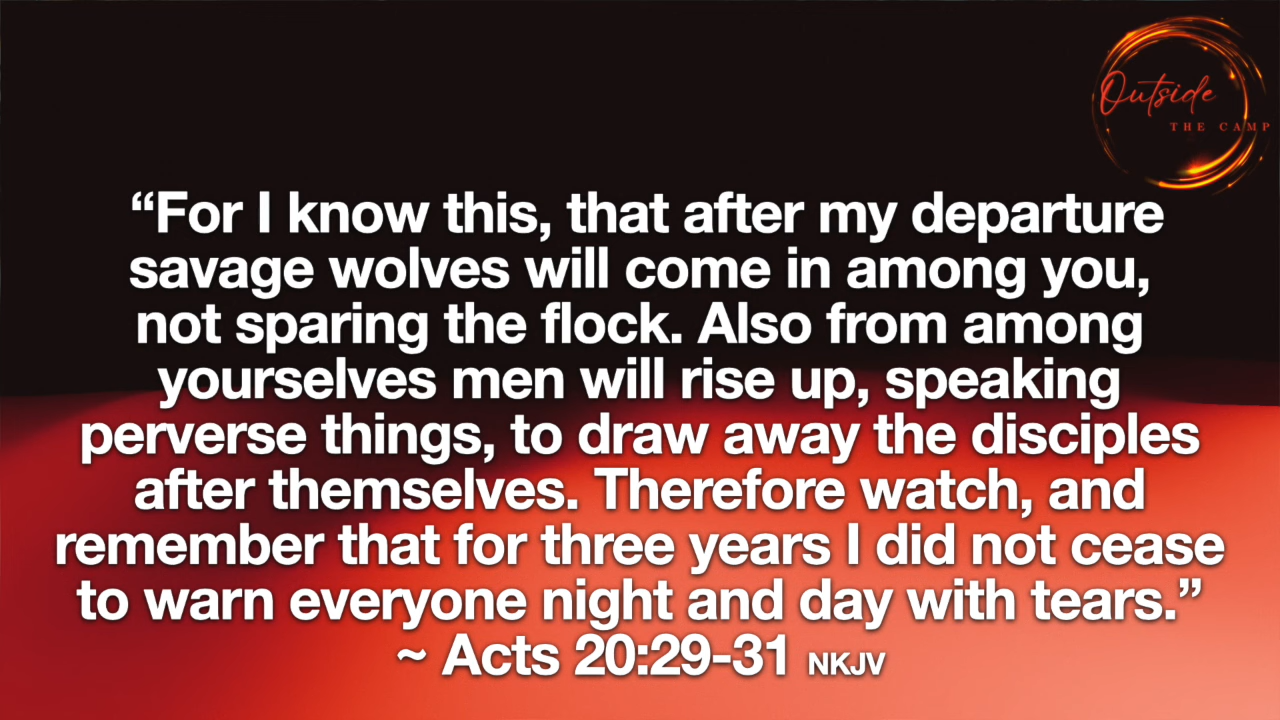 Outside
THE CAMP
“For I know this, that after my departure
savage wolves will come in among you,
not sparing the flock. Also from among
yourselves men will rise up, speaking
perverse things, to draw away the disciples
after themselves. Therefore watch, and
remember that for three years I did not cease
to warn everyone night and day with tears.”
~ Acts 20:29-31 NKJV